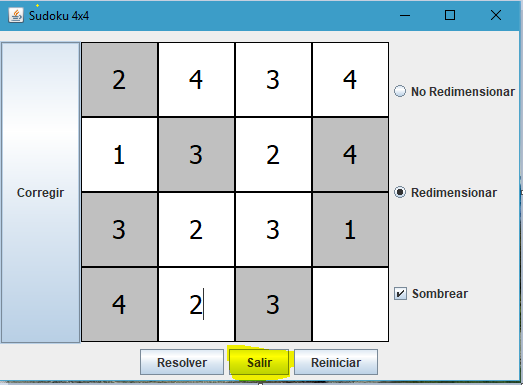 Sudoku 4x4
2 4 3 4
No Redimensionar
1 3 2 4
Corregir
Redimensionar
3 2 3 1
Sombrear
4 2 3
Resolver Salir Reiniciar